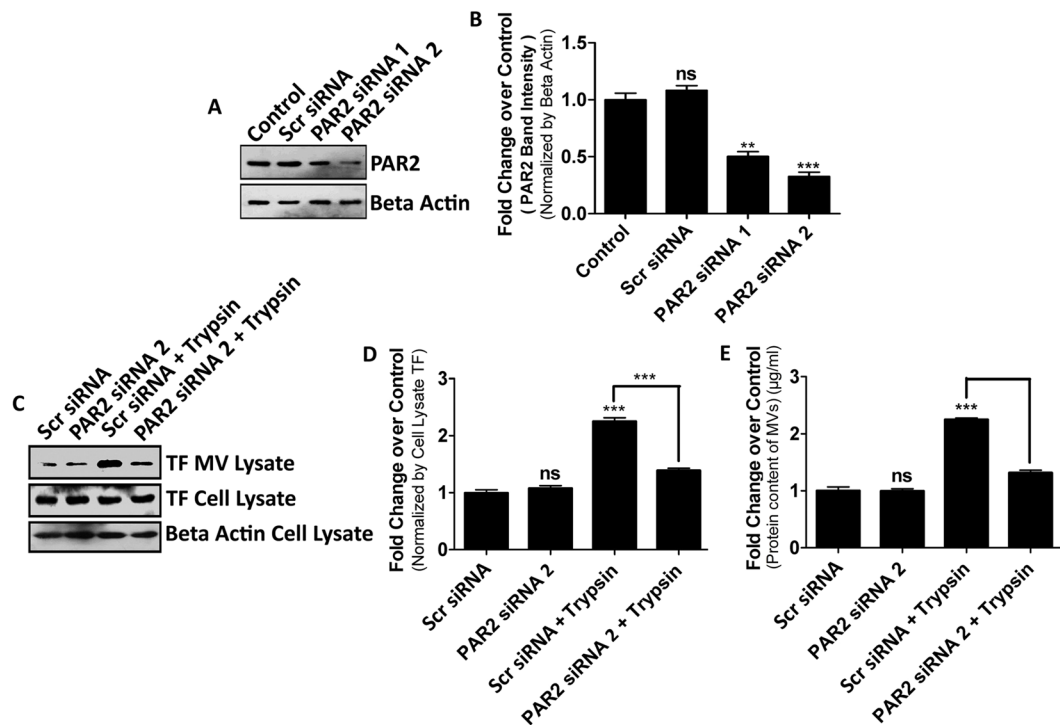 A
Control
Scr siRNA
PAR2 siRNA 1
PAR2 siRNA 2
PAR2
Beta Actin
B
Fold Change over Control
( PAR2 Band Intensity )
(Normalized by Beta Actin)
1.5
1.0
0.5
0.0
ns
**
***
Control
Scr siRNA
PAR2 siRNA 1
PAR2 siRNA 2
C
Scr siRNA
PAR2 siRNA 2
Scr siRNA + Trypsin
PAR2 siRNA 2 + Trypsin
TF MV Lysate
TF Cell Lysate
Beta Actin Cell Lysate
D
Fold Change over Control
(Normalized by Cell Lysate TF)
3
2
1
0
ns
***
***
Scr siRNA
PAR2 siRNA 2
Scr siRNA + Trypsin
PAR2 siRNA 2 + Trypsin
E
Fold Change over Control
(Protein content of MVs) (µg/ml)
3
2
1
0
ns
***
Scr siRNA
PAR2 siRNA 2
Scr siRNA + Trypsin
PAR2 siRNA 2 + Trypsin